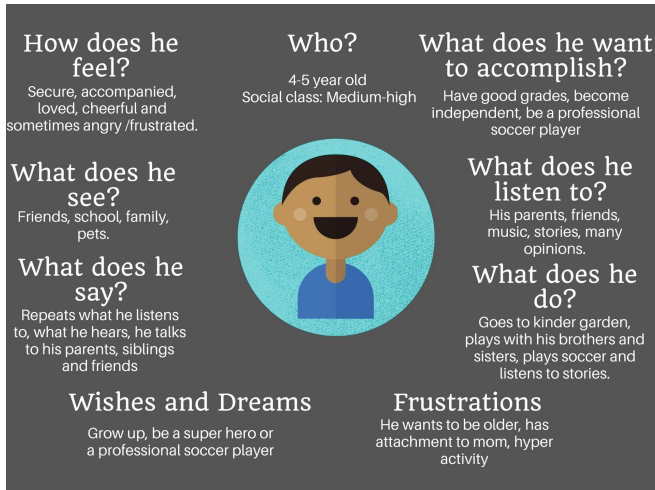 How does he
feel?
Secure, accompanied,
loved, cheerful and
sometimes angry /frustrated.
Who?
4-5 year old
Social class: Medium-high
What does he want
to accomplish?
Have good grades, become
independent, be a professional
soccer player
What does he
see?
Friends, school, family,
pets.
What does he
listen to?
His parents, friends,
music, stories, many
opinions.
What does he
say?
Repeats what he listens
to, what he hears, he talks
to his parents, siblings
and friends
What does he
do?
Goes to kinder garden,
plays with his brothers and
sisters, plays soccer and
listens to stories.
Wishes and Dreams
Grow up, be a super hero or
a professional soccer player
Frustrations
He wants to be older, has
attachment to mom, hyper
activity